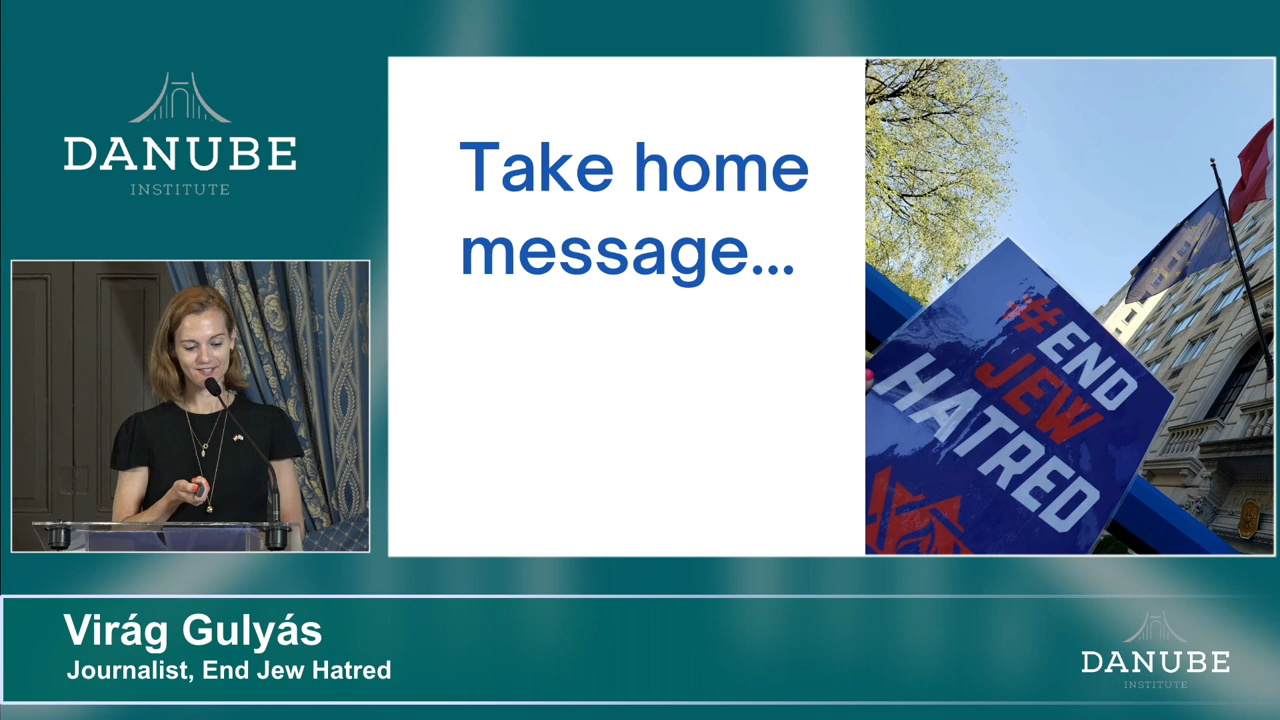 DANUBE
INSTITUTE
Take home
message...
#END
JEW
HATRED
Virág Gulyás
Journalist, End Jew Hatred
DANUBE
INSTITUTE